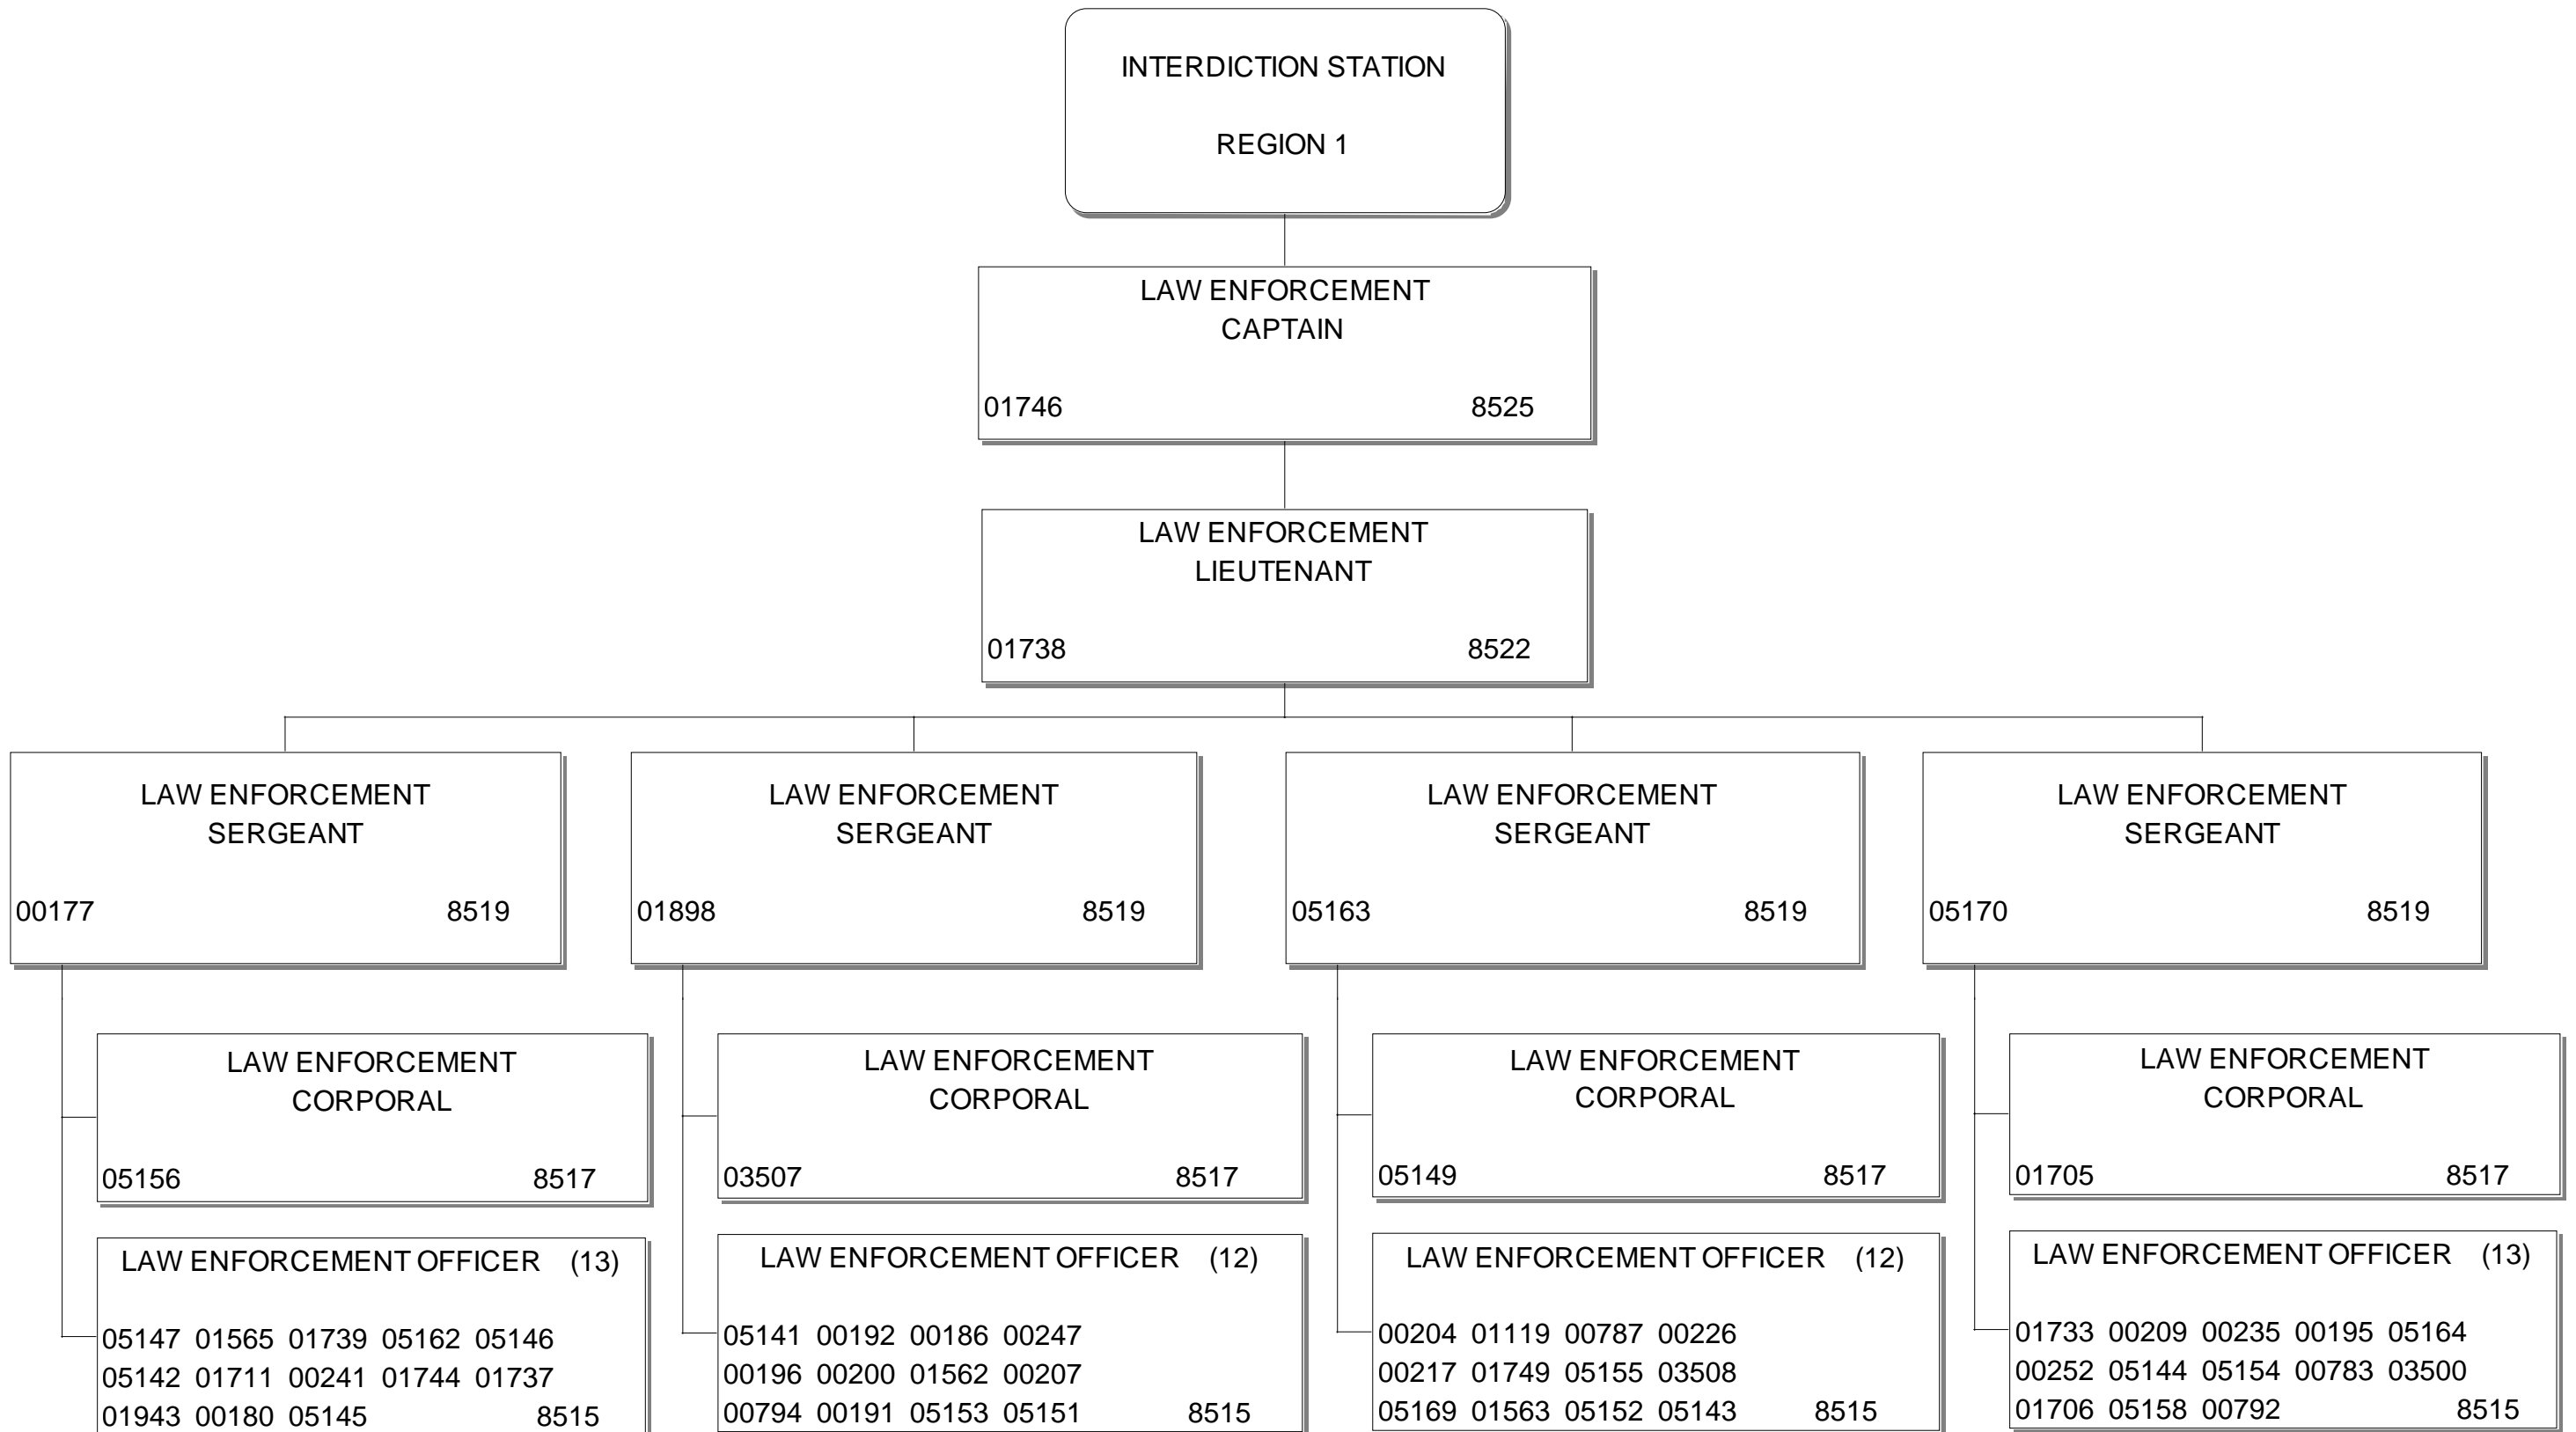 INTERDICTION STATION
REGION 1
LAW ENFORCEMENT
CAPTAIN
01746 8525
LAW ENFORCEMENT
LIEUTENANT
01738 8522
LAW ENFORCEMENT
SERGEANT
00177 8519
LAW ENFORCEMENT
SERGEANT
01898 8519
LAW ENFORCEMENT
SERGEANT
05163 8519
LAW ENFORCEMENT
SERGEANT
05170 8519
LAW ENFORCEMENT
CORPORAL
05156 8517
LAW ENFORCEMENT
CORPORAL
03507 8517
LAW ENFORCEMENT
CORPORAL
05149 8517
LAW ENFORCEMENT
CORPORAL
01705 8517
LAW ENFORCEMENT OFFICER (13)
05147 01565 01739 05162 05146
05142 01711 00241 01744 01737
01943 00180 05145 8515
LAW ENFORCEMENT OFFICER (12)
05141 00192 00186 00247
00196 00200 01562 00207
00794 00191 05153 05151 8515
LAW ENFORCEMENT OFFICER (12)
00204 01119 00787 00226
00217 01749 05155 03508
05169 01563 05152 05143 8515
LAW ENFORCEMENT OFFICER (13)
01733 00209 00235 00195 05164
00252 05144 05154 00783 03500
01706 05158 00792 8515